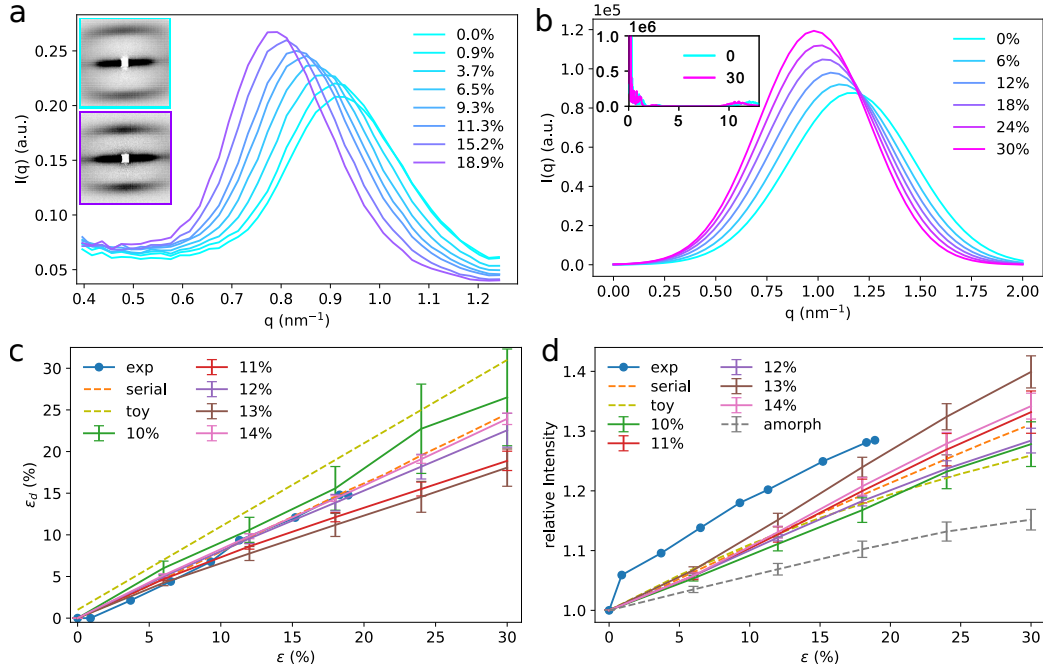 a
I(q) (a.u.)
0.25
0.20
0.15
0.10
0.05
0.4 0.5 0.6 0.7 0.8 0.9 1.0 1.1 1.2
q (nm⁻¹)
0.0%
0.9%
3.7%
6.5%
9.3%
11.3%
15.2%
18.9%
b
1e5
I(q) (a.u.)
1.2
1.0
0.8
0.6
0.4
0.2
0.0
0.00 0.25 0.50 0.75 1.00 1.25 1.50 1.75 2.00
q (nm⁻¹)
1e6
1.0
0.5
0.0
0 5 10
0
30
0%
6%
12%
18%
24%
30%
c
ε_d (%)
30
25
20
15
10
5
0
0 5 10 15 20 25 30
ε (%)
exp
serial
toy
10%
11%
12%
13%
14%
d
relative Intensity
1.4
1.3
1.2
1.1
1.0
0 5 10 15 20 25 30
ε (%)
exp
serial
toy
10%
11%
12%
13%
14%
amorph